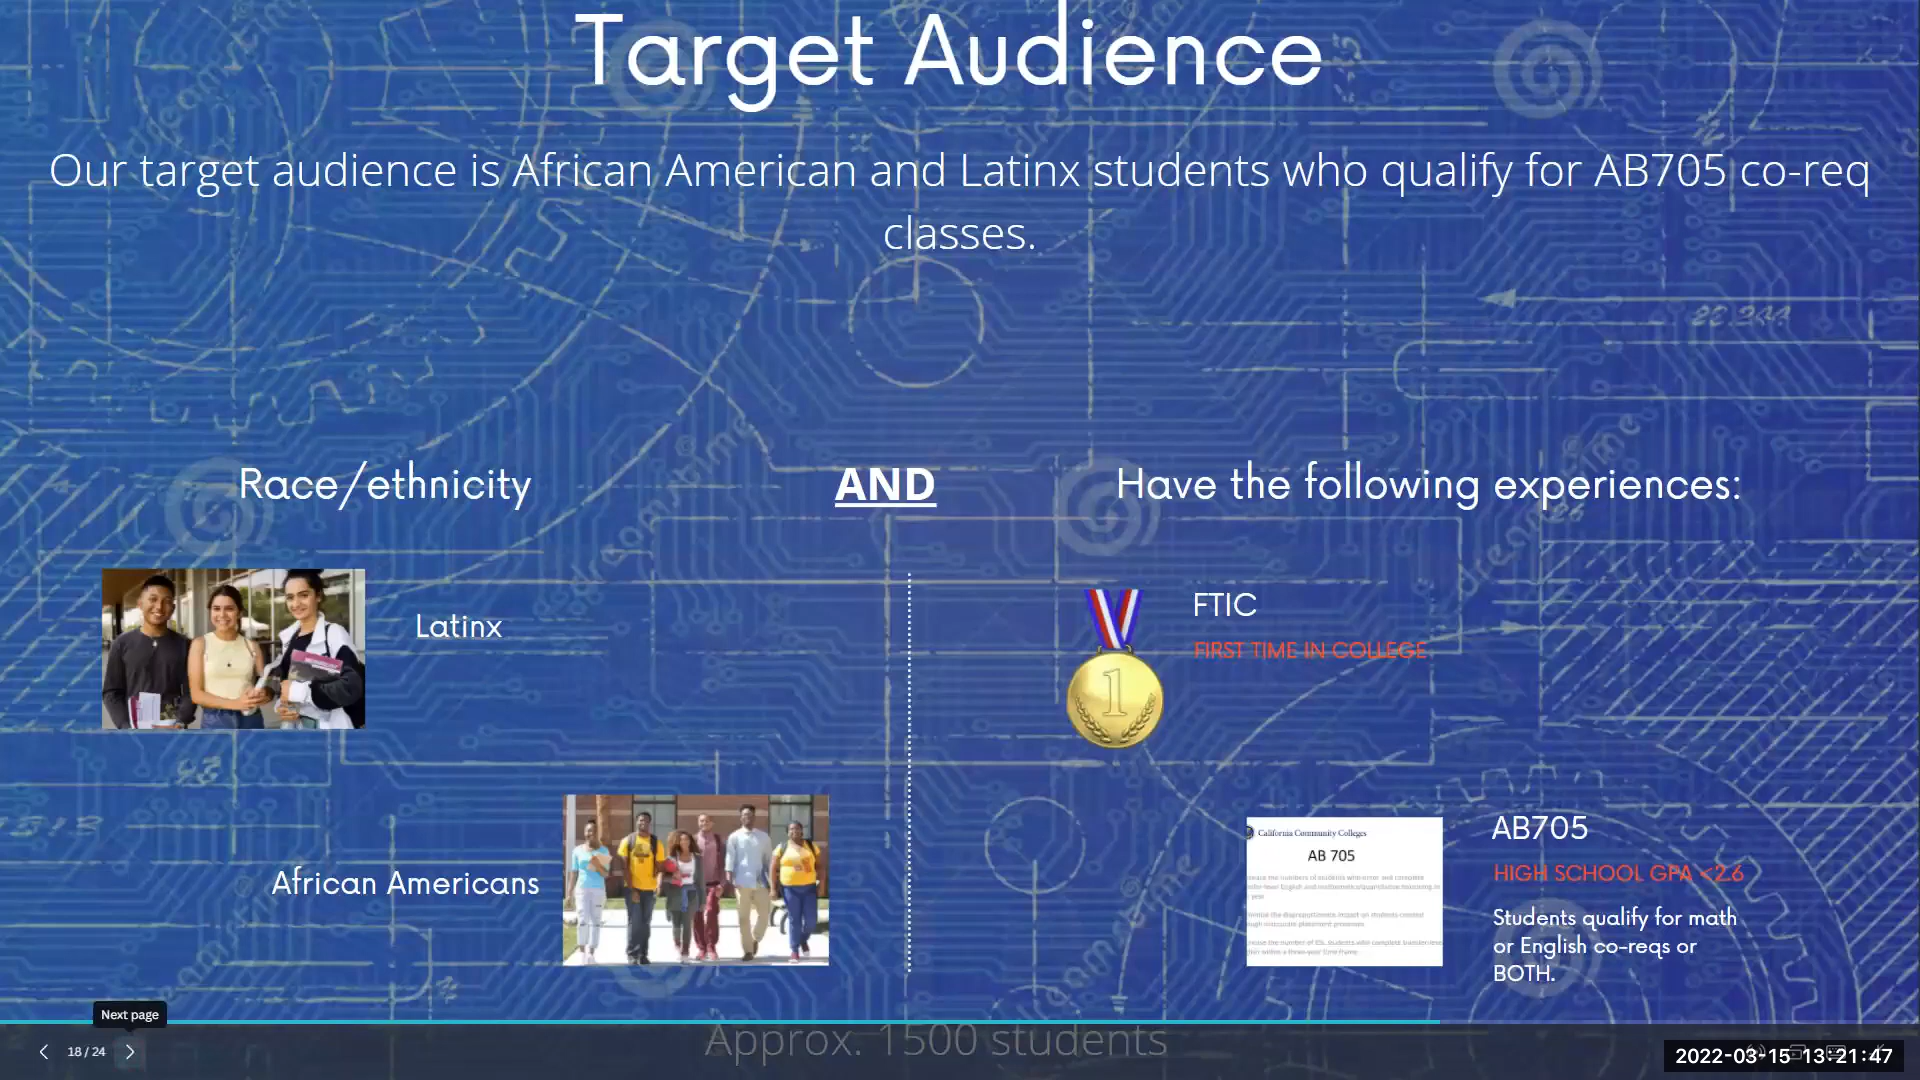 Target Audience
Our target audience is African American and Latinx students who qualify for AB705 co-req
classes.
Race/ethnicity
AND
Have the following experiences:
Latinx
FTIC
FIRST TIME IN COLLEGE
African Americans
California Community Colleges
AB 705
AB705
HIGH SCHOOL GPA <2.6
Students qualify for math
or English co-reqs or
BOTH.
Approx. 1500 students
Next page
18 / 24
2022-03-15 13:21:47
dreamstime
22.244